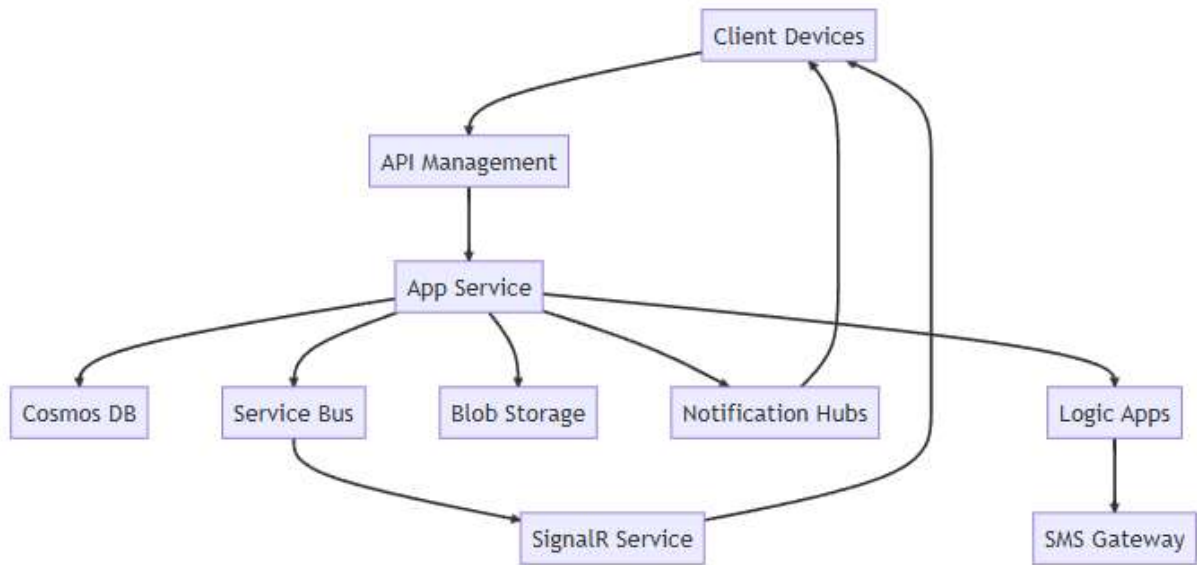 Client Devices
API Management
App Service
Cosmos DB
Service Bus
Blob Storage
Notification Hubs
Logic Apps
SignalR Service
SMS Gateway